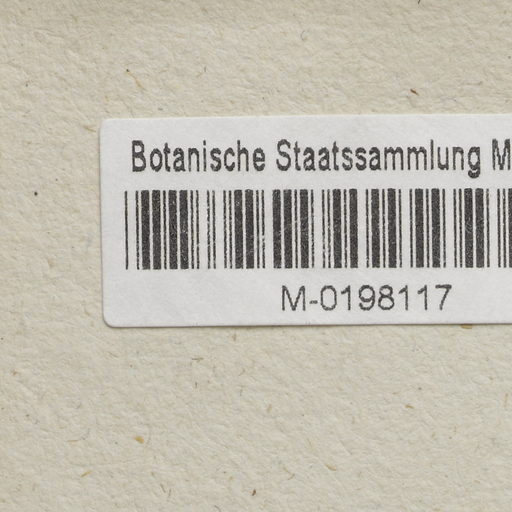 Botanische Staatssammlung M
M-0198117